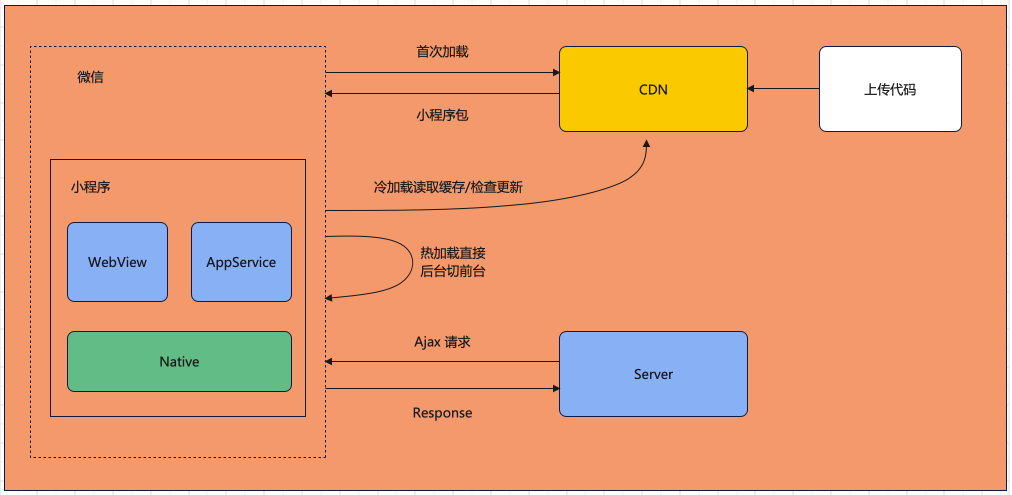 首次加载
微信
CDN
上传代码
小程序包
小程序
冷加载读取缓存/检查更新
WebView
AppService
热加载直接
后台切前台
Ajax 请求
Native
Server
Response